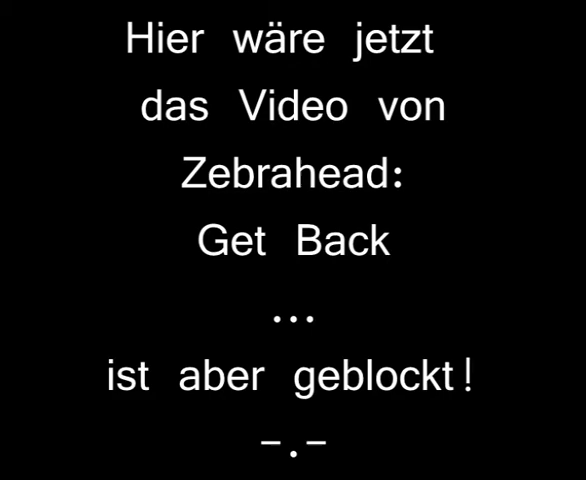 Hier wäre jetzt
das Video von
Zebrahead:
Get Back
...
ist aber geblockt!
-.-